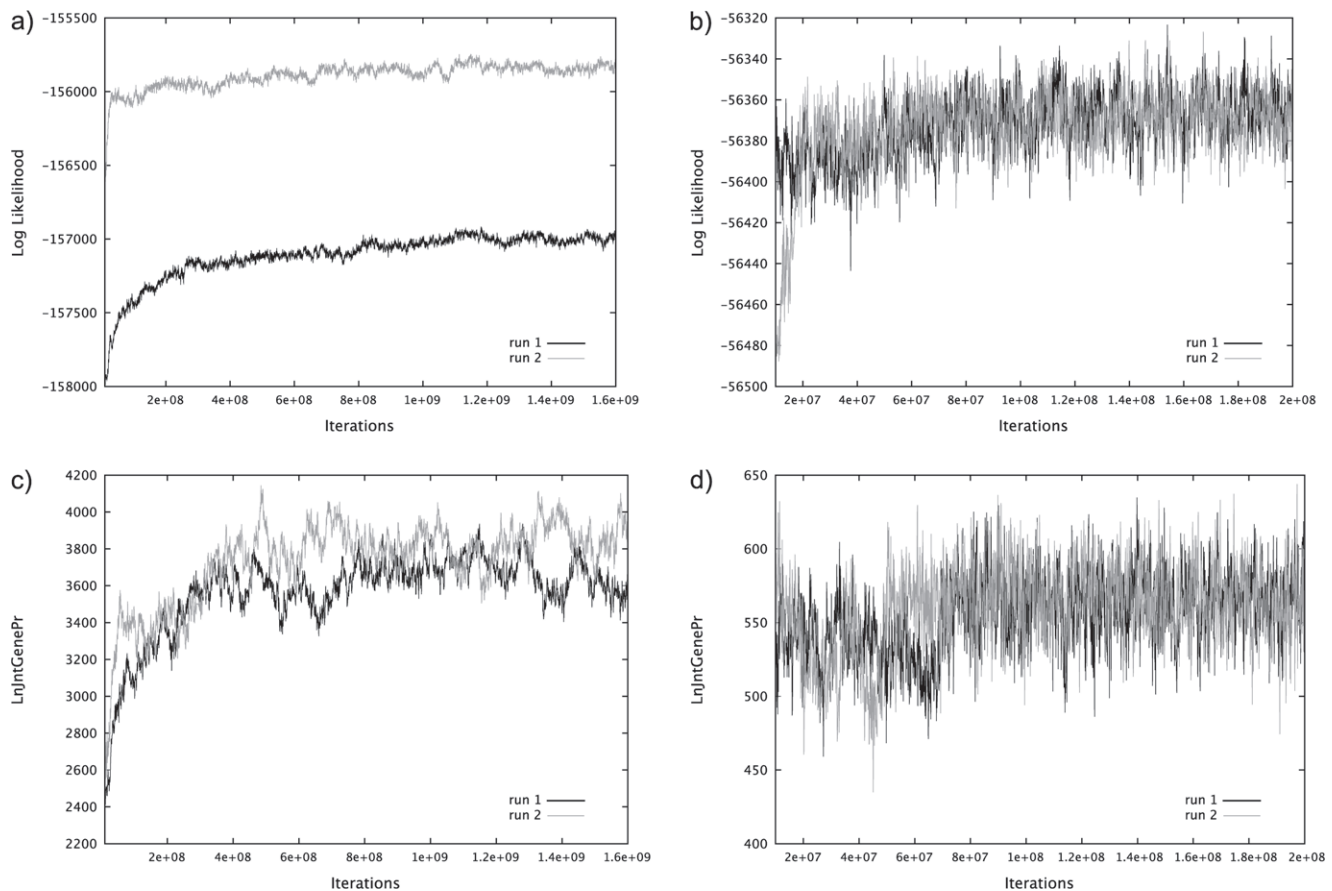 a)
Log Likelihood
-155500
-156000
-156500
-157000
-157500
-158000
2e+08 4e+08 6e+08 8e+08 1e+09 1.2e+09 1.4e+09 1.6e+09
Iterations
run 1
run 2
b)
Log Likelihood
-56320
-56340
-56360
-56380
-56400
-56420
-56440
-56460
-56480
-56500
2e+07 4e+07 6e+07 8e+07 1e+08 1.2e+08 1.4e+08 1.6e+08 1.8e+08 2e+08
Iterations
run 1
run 2
c)
LnJntGenePr
4200
4000
3800
3600
3400
3200
3000
2800
2600
2400
2200
2e+08 4e+08 6e+08 8e+08 1e+09 1.2e+09 1.4e+09 1.6e+09
Iterations
run 1
run 2
d)
LnJntGenePr
650
600
550
500
450
400
2e+07 4e+07 6e+07 8e+07 1e+08 1.2e+08 1.4e+08 1.6e+08 1.8e+08 2e+08
Iterations
run 1
run 2